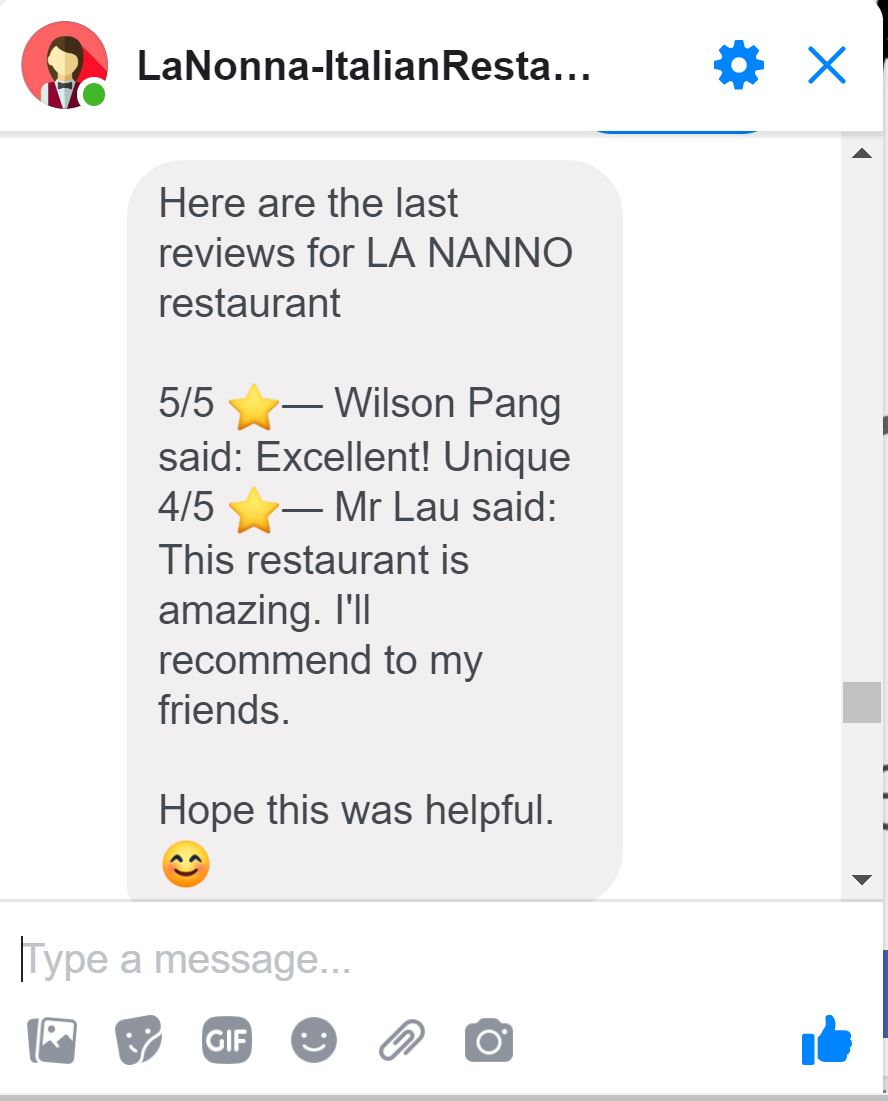 LaNonna-ItalianResta...
Here are the last
reviews for LA NANNO
restaurant
5/5 ⭐— Wilson Pang
said: Excellent! Unique
4/5 ⭐— Mr Lau said:
This restaurant is
amazing. I'll
recommend to my
friends.
Hope this was helpful.
😊
Type a message...
GIF